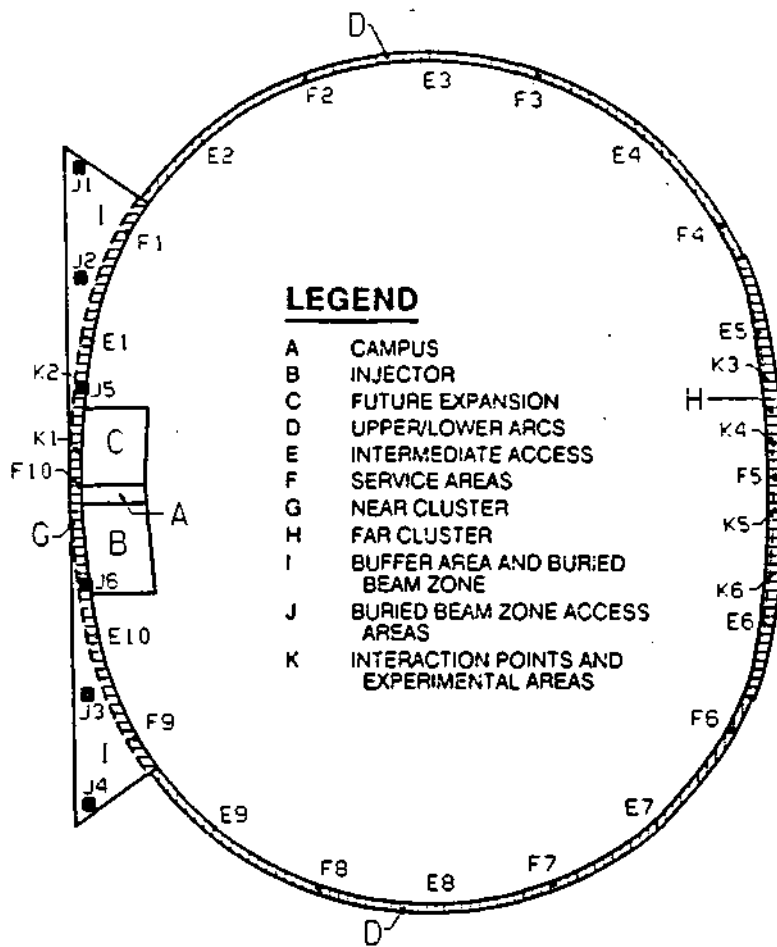 D
E3
F2
F3
E2
E4
J1
I
F1
F4
J2
LEGEND
A CAMPUS
B INJECTOR
C FUTURE EXPANSION
D UPPER/LOWER ARCS
E INTERMEDIATE ACCESS
F SERVICE AREAS
G NEAR CLUSTER
H FAR CLUSTER
I BUFFER AREA AND BURIED
BEAM ZONE
J BURIED BEAM ZONE ACCESS
AREAS
K INTERACTION POINTS AND
EXPERIMENTAL AREAS
E1
E5
K2
J5
K3
H
K1
C
K4
F10
F5
A
G
B
K5
J6
K6
E10
E6
J3
F9
I
F6
J4
E9
E7
F8
E8
F7
D